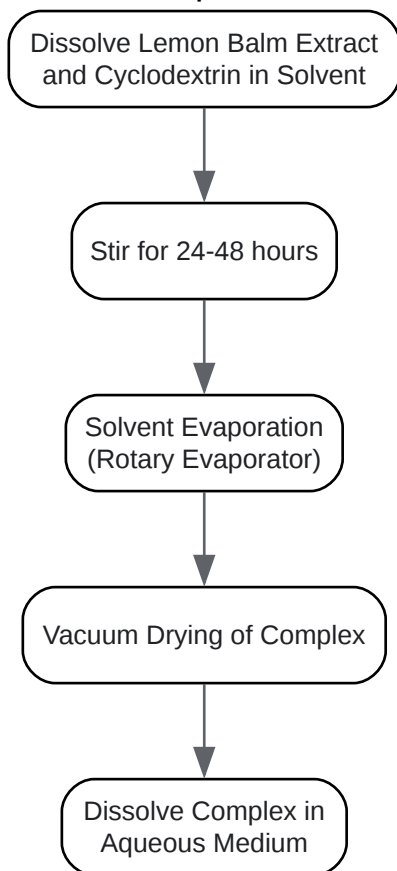 Dissolve Lemon Balm Extract
and Cyclodextrin in Solvent
Stir for 24-48 hours
Solvent Evaporation
(Rotary Evaporator)
Vacuum Drying of Complex
Dissolve Complex in
Aqueous Medium